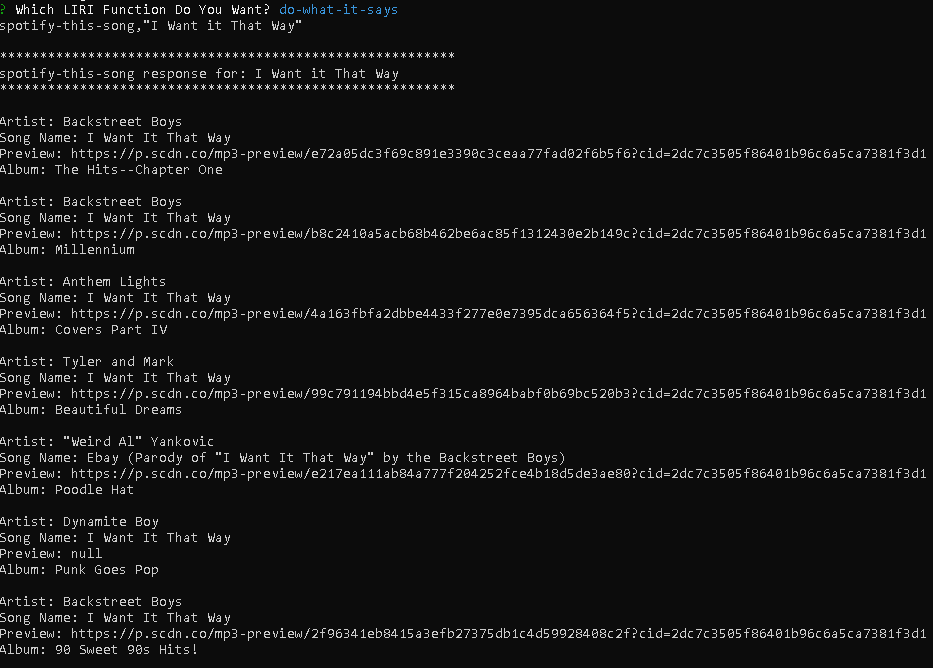 ? Which LIRI Function Do You Want? do-what-it-says
spotify-this-song,"I Want it That Way"
*********************************************************
spotify-this-song response for: I Want it That Way
*********************************************************
Artist: Backstreet Boys
Song Name: I Want It That Way
Preview: https://p.scdn.co/mp3-preview/e72a05dc3f69c891e3390c3ceaa77fad02f6b5f6?cid=2dc7c3505f86401b96c6a5ca7381f3d1
Album: The Hits--Chapter One
Artist: Backstreet Boys
Song Name: I Want It That Way
Preview: https://p.scdn.co/mp3-preview/b8c2410a5acb68b462be6ac85f1312430e2b149c?cid=2dc7c3505f86401b96c6a5ca7381f3d1
Album: Millennium
Artist: Anthem Lights
Song Name: I Want It That Way
Preview: https://p.scdn.co/mp3-preview/4a163fbfa2dbbe4433f277e0e7395dca656364f5?cid=2dc7c3505f86401b96c6a5ca7381f3d1
Album: Covers Part IV
Artist: Tyler and Mark
Song Name: I Want It That Way
Preview: https://p.scdn.co/mp3-preview/99c791194bbd4e5f315ca8964babf0b69bc520b3?cid=2dc7c3505f86401b96c6a5ca7381f3d1
Album: Beautiful Dreams
Artist: "Weird Al" Yankovic
Song Name: Ebay (Parody of "I Want It That Way" by the Backstreet Boys)
Preview: https://p.scdn.co/mp3-preview/e217ea111ab84a777f204252fce4b18d5de3ae80?cid=2dc7c3505f86401b96c6a5ca7381f3d1
Album: Poodle Hat
Artist: Dynamite Boy
Song Name: I Want It That Way
Preview: null
Album: Punk Goes Pop
Artist: Backstreet Boys
Song Name: I Want It That Way
Preview: https://p.scdn.co/mp3-preview/2f96341eb8415a3efb27375db1c4d59928408c2f?cid=2dc7c3505f86401b96c6a5ca7381f3d1
Album: 90 Sweet 90s Hits!